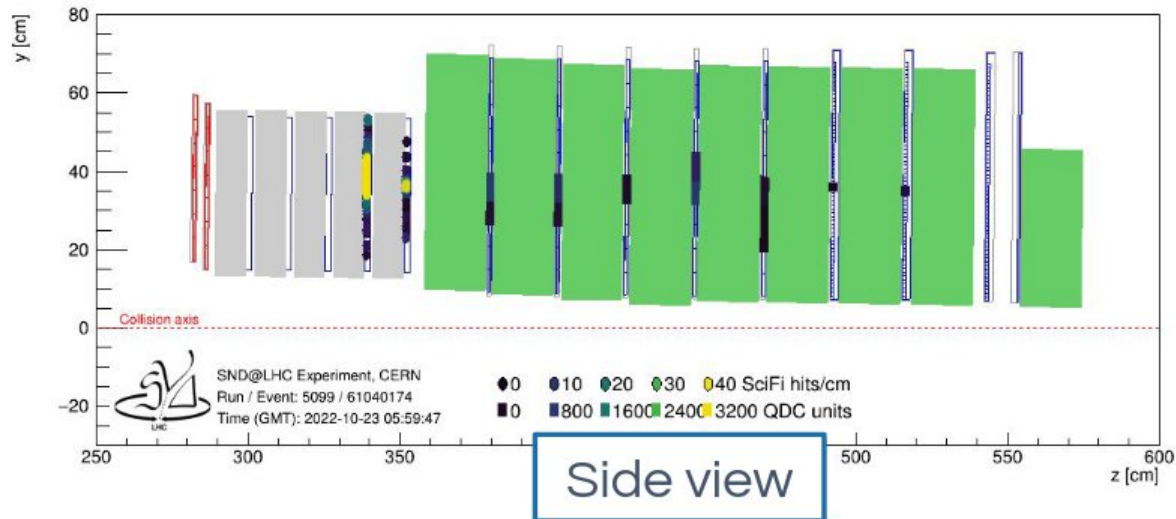 y [cm]
80
60
40
20
0
−20
Collision axis
SND@LHC Experiment, CERN
Run / Event: 5099 / 61040174
Time (GMT): 2022-10-23 05:59:47
LHC
0 10 20 30 40 SciFi hits/cm
0 800 1600 2400 3200 QDC units
250 300 350 500 550 600
z [cm]
Side view